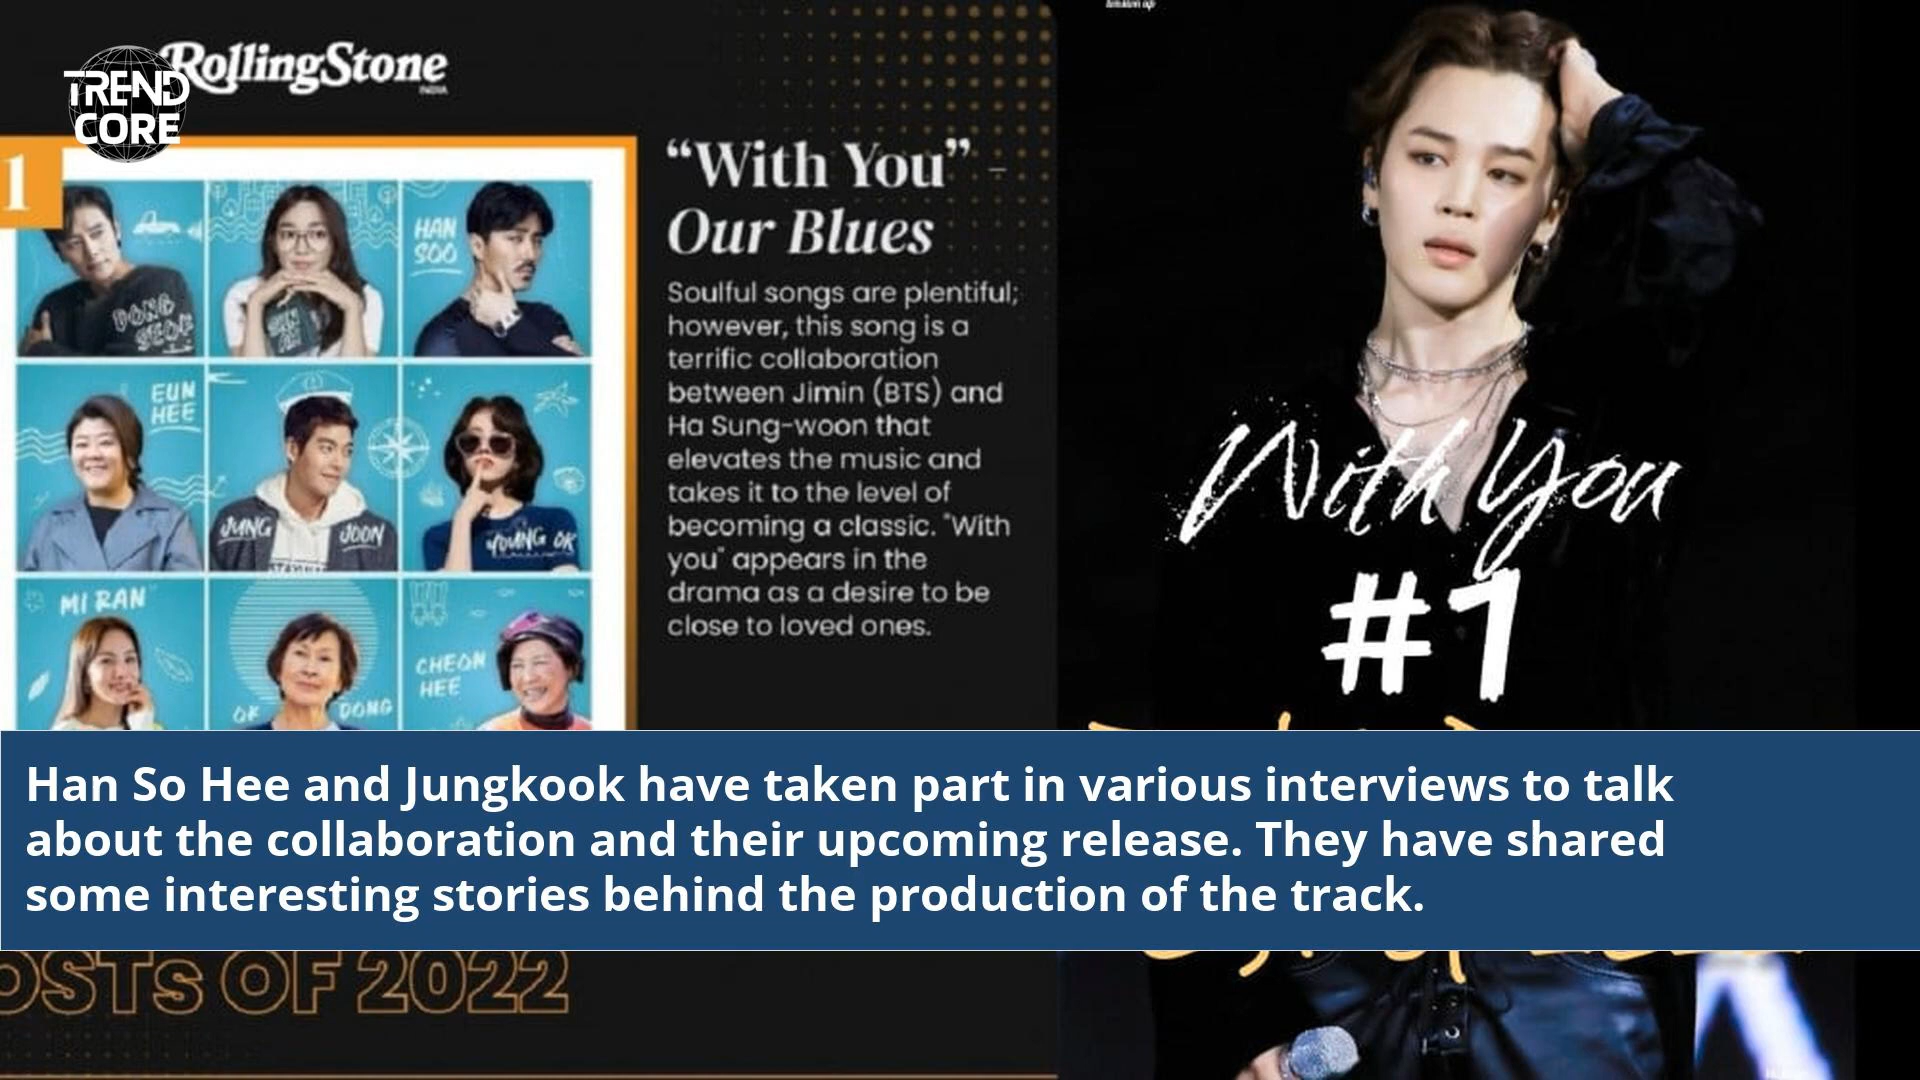 tension up
RollingStone
INDIA
TREND
CORE
1
"With You" -
Our Blues
Soulful songs are plentiful;
however, this song is a
terrific collaboration
between Jimin (BTS) and
Ha Sung-woon that
elevates the music and
takes it to the level of
becoming a classic. "With
you" appears in the
drama as a desire to be
close to loved ones.
HAN
SOO
DONG
SEOK
EUN
HEE
JUNG
JOON
YOUNG OK
MI RAN
OK
DONG
CHEON
HEE
With You
#1
Han So Hee and Jungkook have taken part in various interviews to talk
about the collaboration and their upcoming release. They have shared
some interesting stories behind the production of the track.
OSTs OF 2022